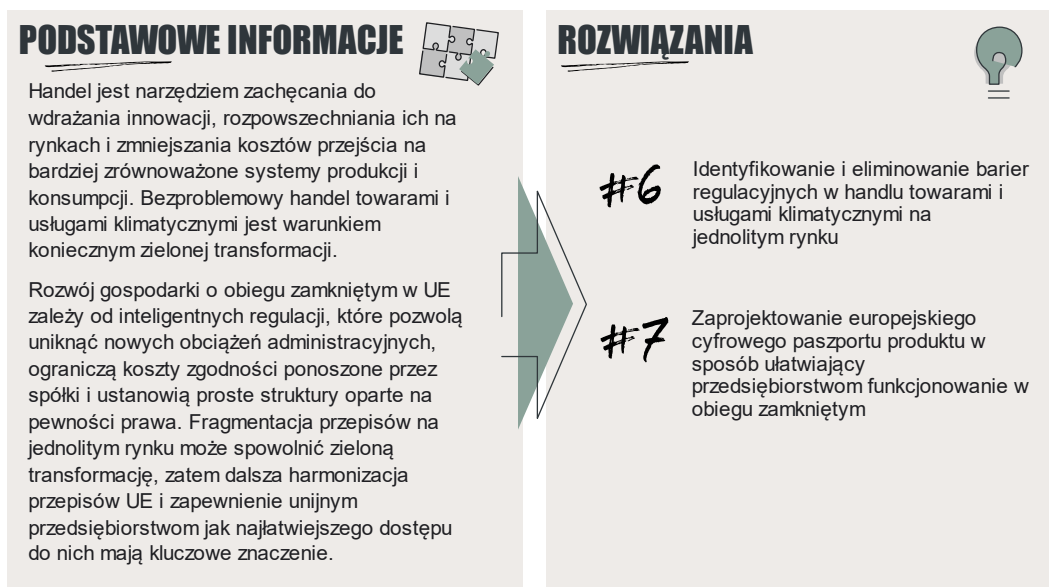 PODSTAWOWE INFORMACJE
Handel jest narzędziem zachęcania do
wdrażania innowacji, rozpowszechniania ich na
rynkach i zmniejszania kosztów przejścia na
bardziej zrównoważone systemy produkcji i
konsumpcji. Bezproblemowy handel towarami i
usługami klimatycznymi jest warunkiem
koniecznym zielonej transformacji.
Rozwój gospodarki o obiegu zamkniętym w UE
zależy od inteligentnych regulacji, które pozwolą
uniknąć nowych obciążeń administracyjnych,
ograniczą koszty zgodności ponoszone przez
spółki i ustanowią proste struktury oparte na
pewności prawa. Fragmentacja przepisów na
jednolitym rynku może spowolnić zieloną
transformację, zatem dalsza harmonizacja
przepisów UE i zapewnienie unijnym
przedsiębiorstwom jak najłatwiejszego dostępu
do nich mają kluczowe znaczenie.
ROZWIĄZANIA
#6
Identyfikowanie i eliminowanie barier
regulacyjnych w handlu towarami i
usługami klimatycznymi na
jednolitym rynku
#7
Zaprojektowanie europejskiego
cyfrowego paszportu produktu w
sposób ułatwiający
przedsiębiorstwom funkcjonowanie w
obiegu zamkniętym